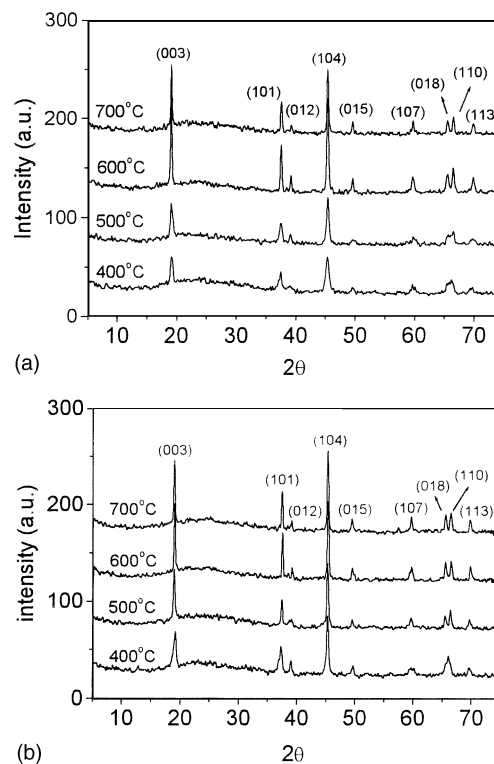 300
(003)
(104)
(110)
(101)
(018)
(012)
(015)
(107)
(113)
700°C
200
600°C
Intensity (a.u.)
100
500°C
400°C
0
10 20 30 40 50 60 70
(a)
2θ
300
(104)
(003)
(110)
(101)
(018)
(012)
(015)
(107)
(113)
700°C
200
600°C
intensity (a.u.)
100
500°C
400°C
0
10 20 30 40 50 60 70
(b)
2θ